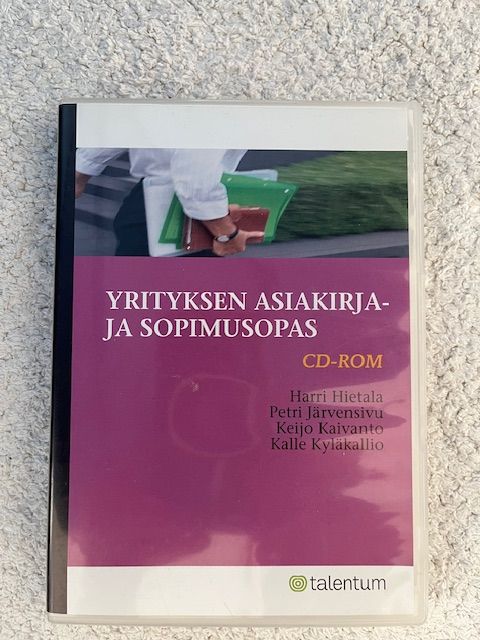 YRITYKSEN ASIAKIRJA-
JA SOPIMUSOPAS
CD-ROM
Harri Hietala
Petri Järvensivu
Keijo Kaivanto
Kalle Kyläkallio
talentum